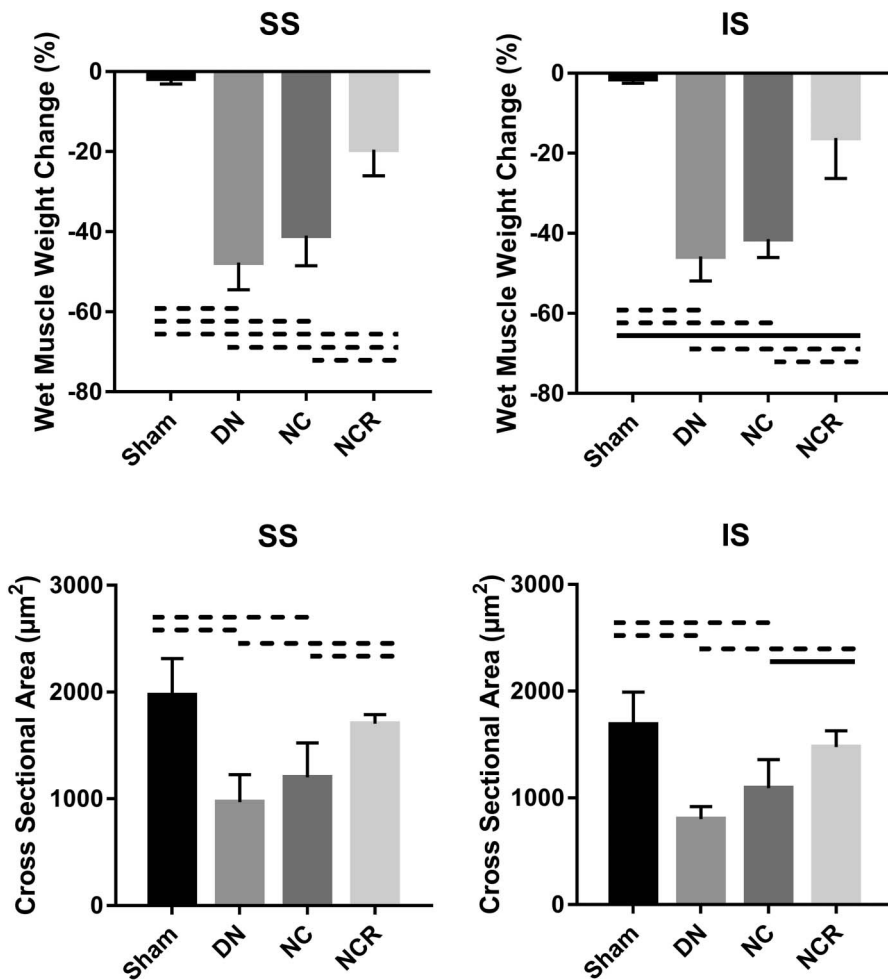 SS
Wet Muscle Weight Change (%)
0
-20
-40
-60
-80
Sham
DN
NC
NCR
IS
Wet Muscle Weight Change (%)
0
-20
-40
-60
-80
Sham
DN
NC
NCR
SS
Cross Sectional Area (µm²)
3000
2000
1000
0
Sham
DN
NC
NCR
IS
Cross Sectional Area (µm²)
3000
2000
1000
0
Sham
DN
NC
NCR